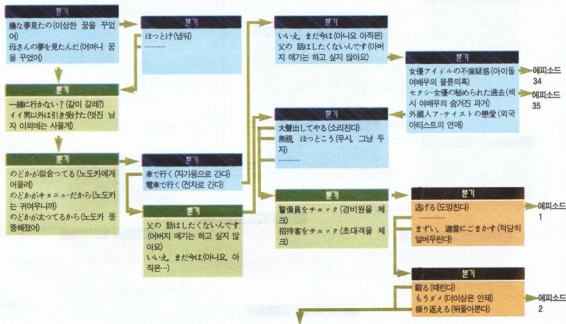 분기
嫌な夢見たの(이상한 꿈을 꾸었
어)
母さんの夢を見たんだ(어머니 꿈
을 꾸었어)
분기
ほっとけ(냅둬)
………
분기
一緒に行かない？(같이 갈래?)
イイ男以外は引き受けた(멋진 남
자 이외에는 사울게)
분기
のどかが似合ってる(노도카에게
어울려)
のどかがキョニューだから(노도카
는 귀여우니까)
のどかが太ってるから(노도카 뚱
뚱해졌어)
분기
車で行く(자가용으로 간다)
電車で行く(전차로 간다)
분기
父の 話はしたくないんです
(아버지 얘기는 하고 싶지 않
아요)
いいえ。まだ今は(아니요, 아
직은…)
분기
いいえ。まだ今は(아니요 아직은)
父の話はしたくないんです(아버
지 얘기는 하고 싶지 않아요)
분기
大聲出してやる(소리친다)
無視。ほっとこう(무시, 그냥 두
자)
………
분기
警備員をチェック(경비원을 체
크)
招待客をチェック(초대객을 체
크)
분기
女優アイドルの不倫疑惑(아이돌
여배우의 불륜의혹)
セクシ-女優の秘められた過去(섹
시 여배우의 숨겨진 과거)
外國人ア-ティストの戀愛(외국
아티스트의 연애)
에피소드
34
에피소드
35
분기
逃げる(도망친다)
…………
まずい。適當にごまかす(적당히
얼버무린다)
에피소드
1
분기
毆る(때린다)
もうダメ(더이상은 안돼)
振り返える(뒤돌아본다)
에피소드
2